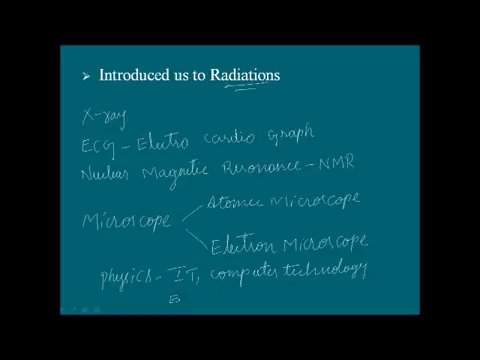 ➢ Introduced us to Radiations
X-ray
ECG - Electro Cardio Graph
Nuclear Magnetic Resonance - NMR
Atomic Microscope
Microscope
Electron Microscope
physics - IT, computer technology
E